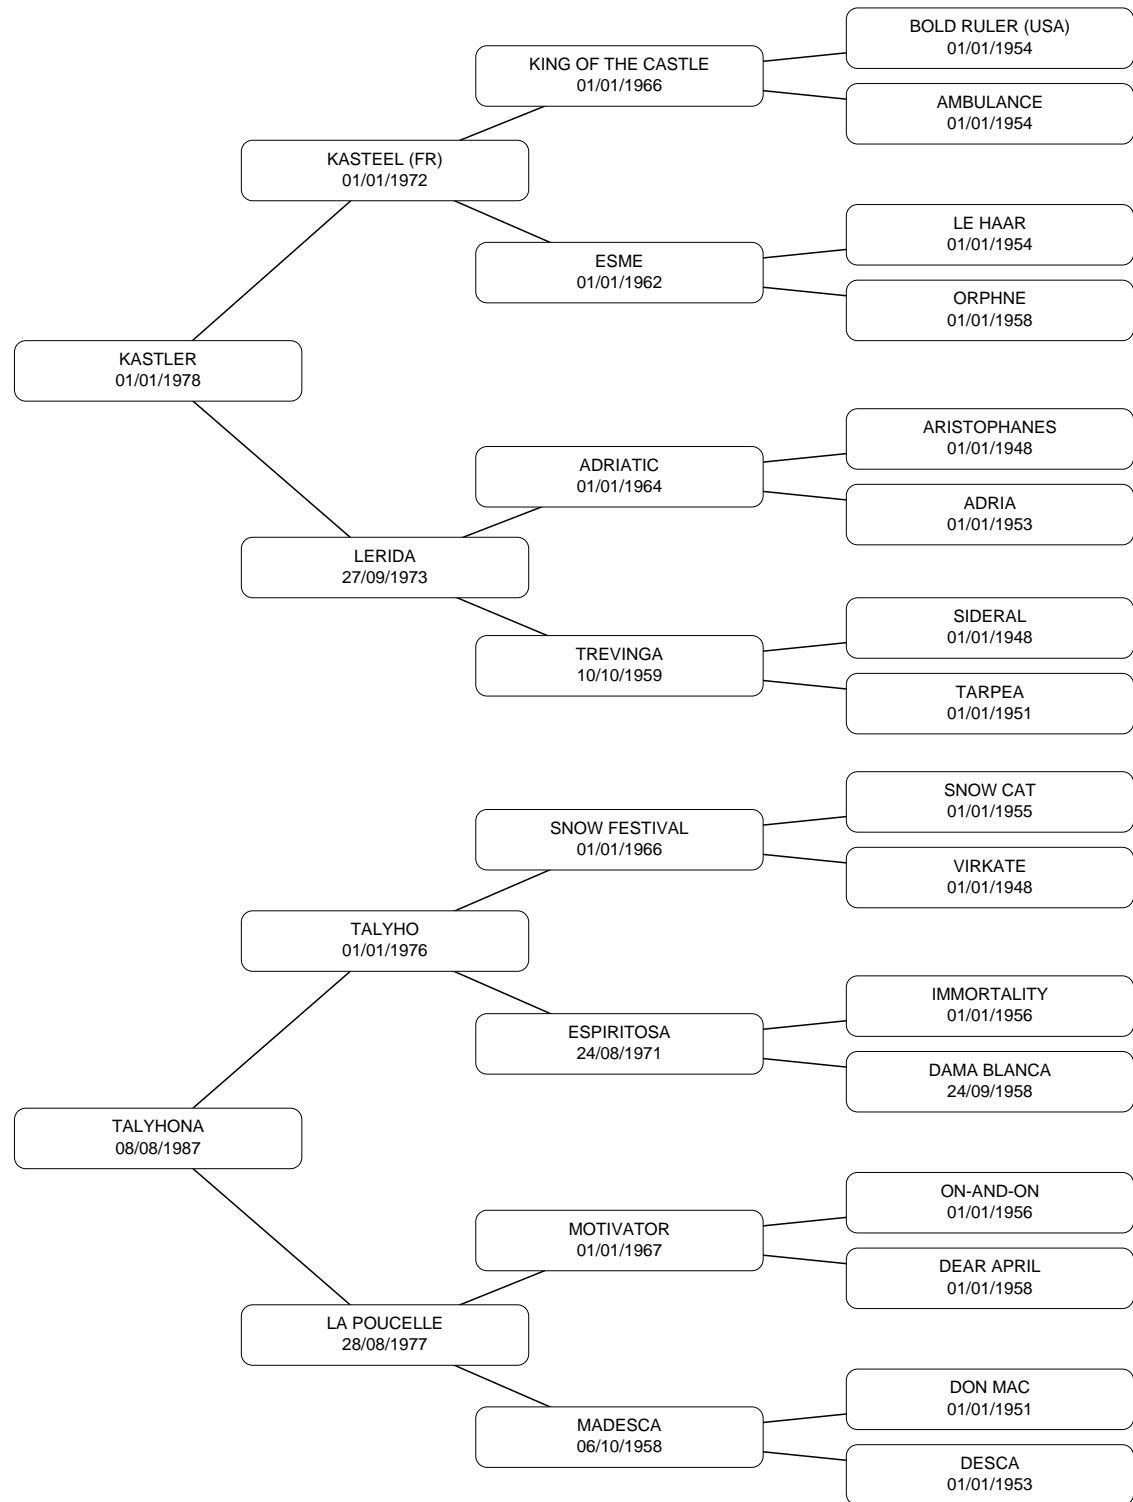 BOLD RULER (USA)
01/01/1954
KING OF THE CASTLE
01/01/1966
AMBULANCE
01/01/1954
KASTEEL (FR)
01/01/1972
LE HAAR
01/01/1954
ESME
01/01/1962
ORPHNE
01/01/1958
KASTLER
01/01/1978
ARISTOPHANES
01/01/1948
ADRIATIC
01/01/1964
ADRIA
01/01/1953
LERIDA
27/09/1973
SIDERAL
01/01/1948
TREVINGA
10/10/1959
TARPEA
01/01/1951
SNOW CAT
01/01/1955
SNOW FESTIVAL
01/01/1966
VIRKATE
01/01/1948
TALYHO
01/01/1976
IMMORTALITY
01/01/1956
ESPIRITOSA
24/08/1971
DAMA BLANCA
24/09/1958
TALYHONA
08/08/1987
ON-AND-ON
01/01/1956
MOTIVATOR
01/01/1967
DEAR APRIL
01/01/1958
LA POUCELLE
28/08/1977
DON MAC
01/01/1951
MADESCA
06/10/1958
DESCA
01/01/1953